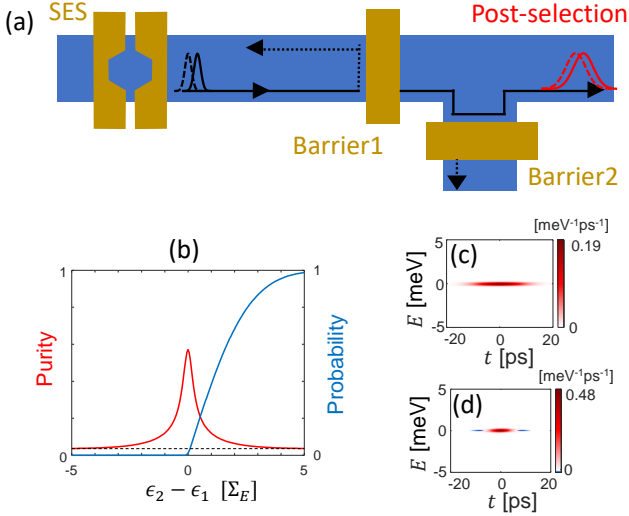 (a)
SES
Post-selection
Barrier1
Barrier2
(b)
1
1
Purity
Probability
0
0
-5
0
5
ϵ₂ − ϵ₁ [Σ_E]
[meV⁻¹ps⁻¹]
(c)
5
0
-5
E [meV]
0.19
0
-20
0
20
t [ps]
[meV⁻¹ps⁻¹]
(d)
5
0
-5
E [meV]
0.48
0
-20
0
20
t [ps]